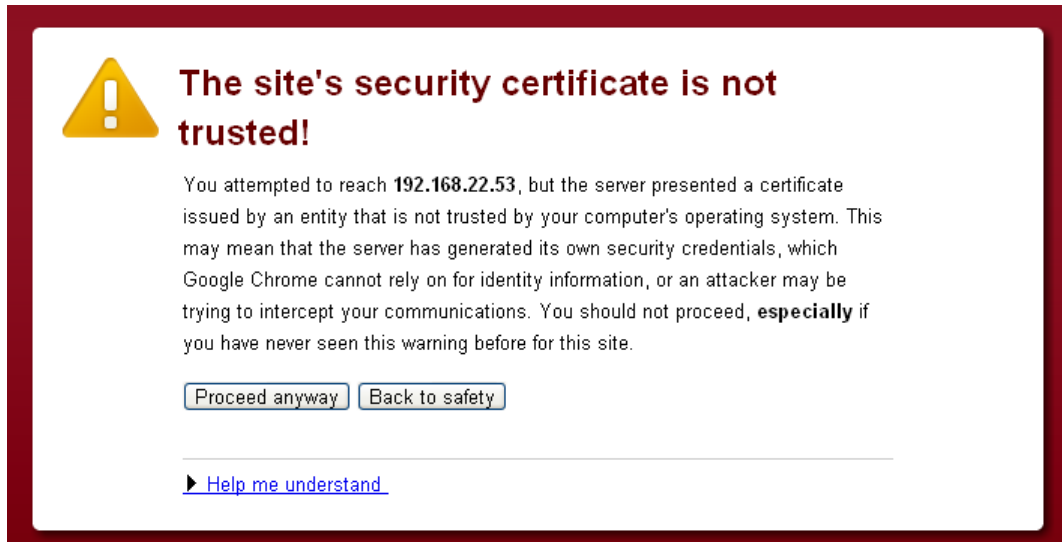 The site's security certificate is not
trusted!
You attempted to reach 192.168.22.53, but the server presented a certificate
issued by an entity that is not trusted by your computer's operating system. This
may mean that the server has generated its own security credentials, which
Google Chrome cannot rely on for identity information, or an attacker may be
trying to intercept your communications. You should not proceed, especially if
you have never seen this warning before for this site.
Proceed anyway Back to safety
Help me understand